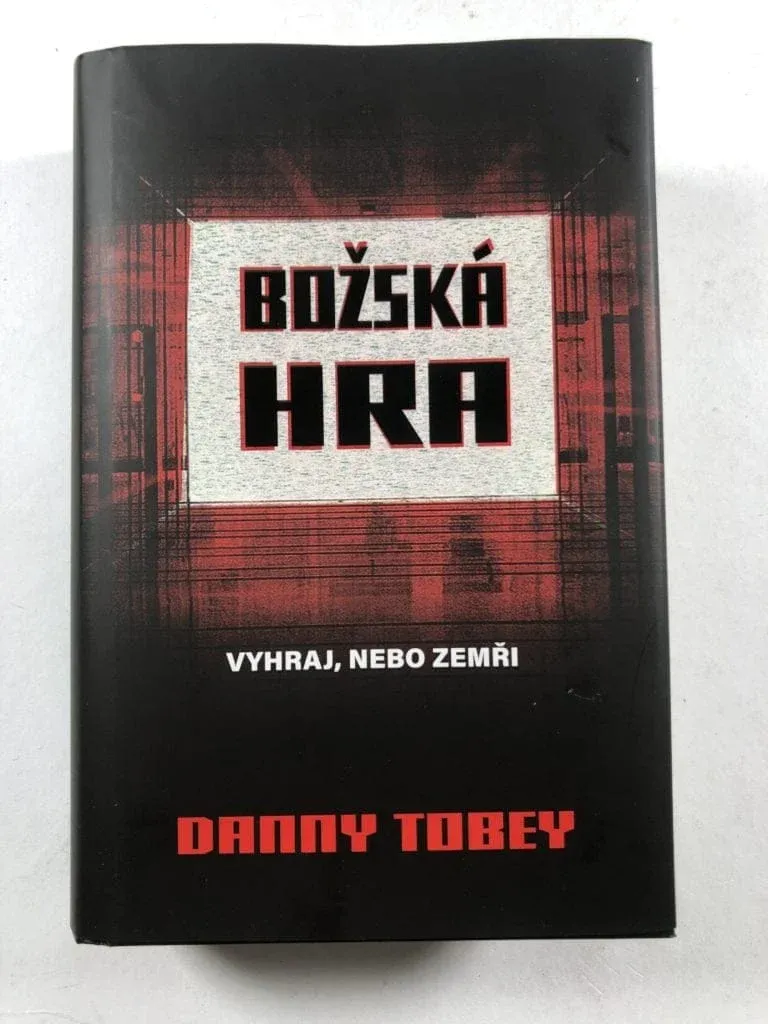 BOŽSKÁ
HRA
VYHRAJ, NEBO ZEMŘI
DANNY TOBEY